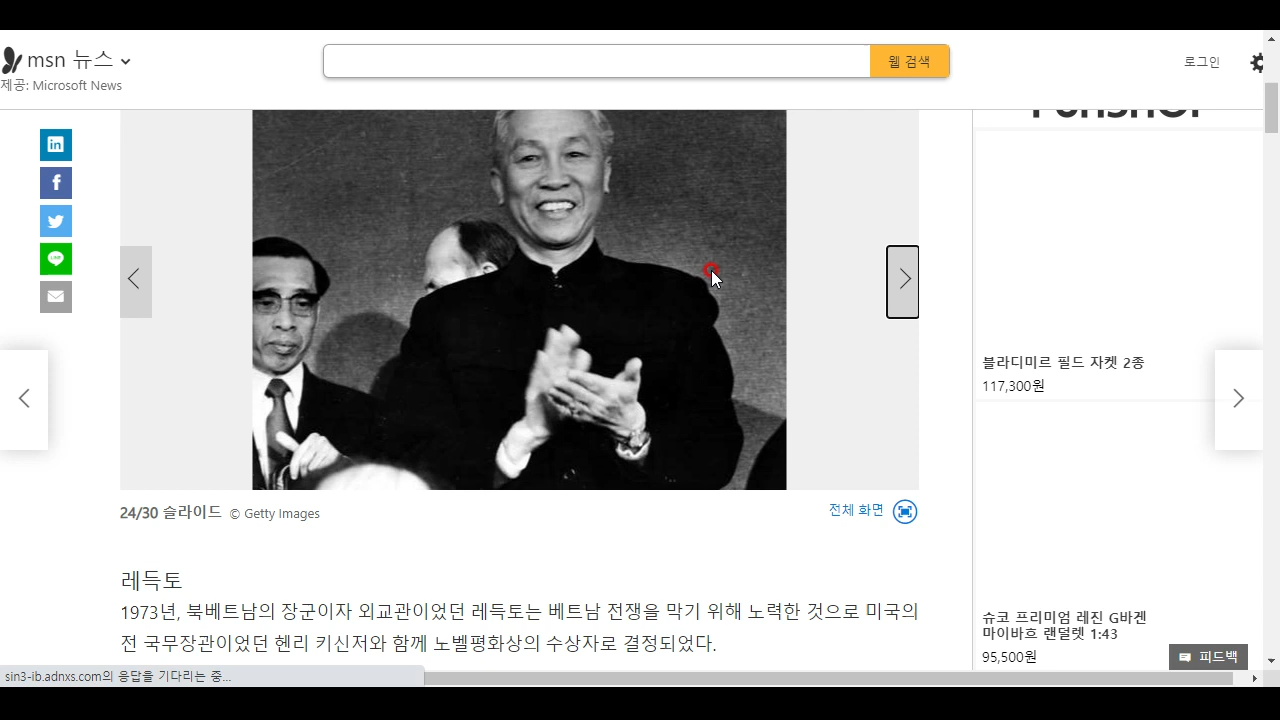 msn 뉴스
제공: Microsoft News
웹 검색
로그인
24/30 슬라이드 © Getty Images
전체 화면
레득토
1973년, 북베트남의 장군이자 외교관이었던 레득토는 베트남 전쟁을 막기 위해 노력한 것으로 미국의
전 국무장관이었던 헨리 키신저와 함께 노벨평화상의 수상자로 결정되었다.
블라디미르 필드 자켓 2종
117,300원
슈코 프리미엄 레진 G바겐
마이바흐 랜덜렛 1:43
95,500원
피드백
sin3-ib.adnxs.com의 응답을 기다리는 중...